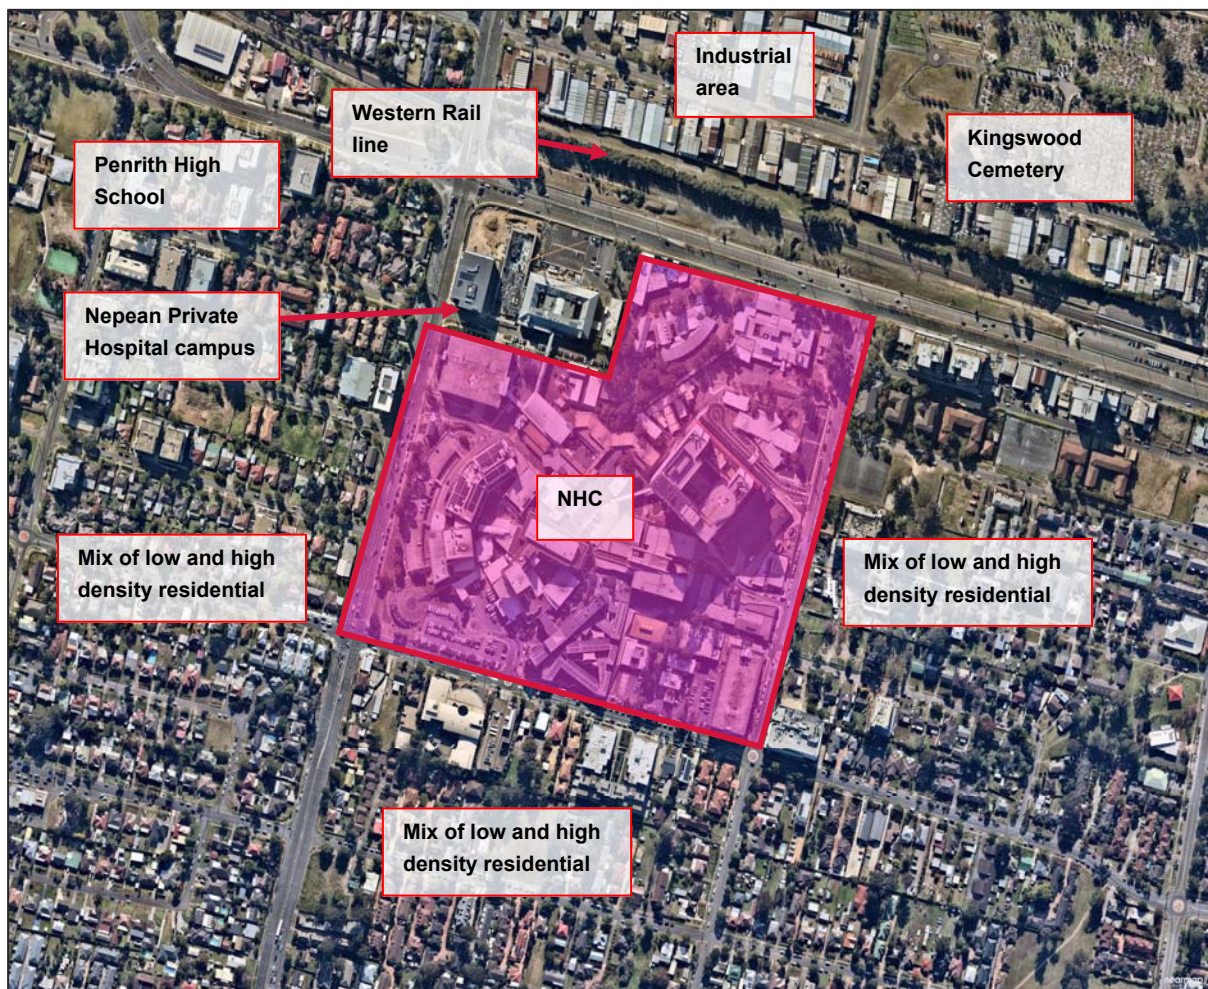 Industrial
area
Western Rail
line
Kingswood
Cemetery
Penrith High
School
Nepean Private
Hospital campus
NHC
Mix of low and high
density residential
Mix of low and high
density residential
Mix of low and high
density residential
nearmap